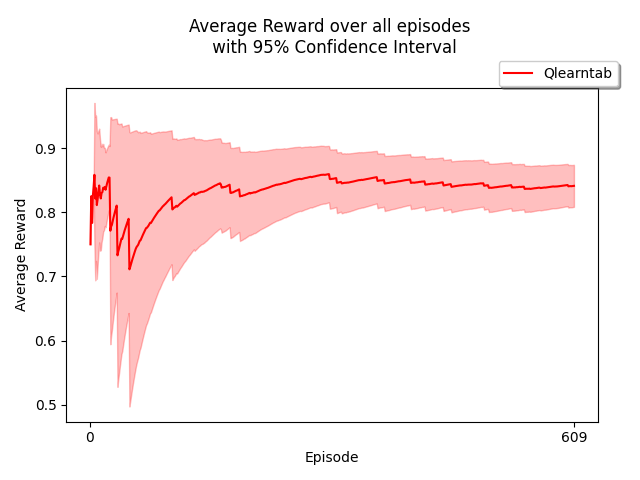 Average Reward over all episodes
with 95% Confidence Interval
Qlearntab
0.9
0.8
0.7
0.6
0.5
Average Reward
0
609
Episode